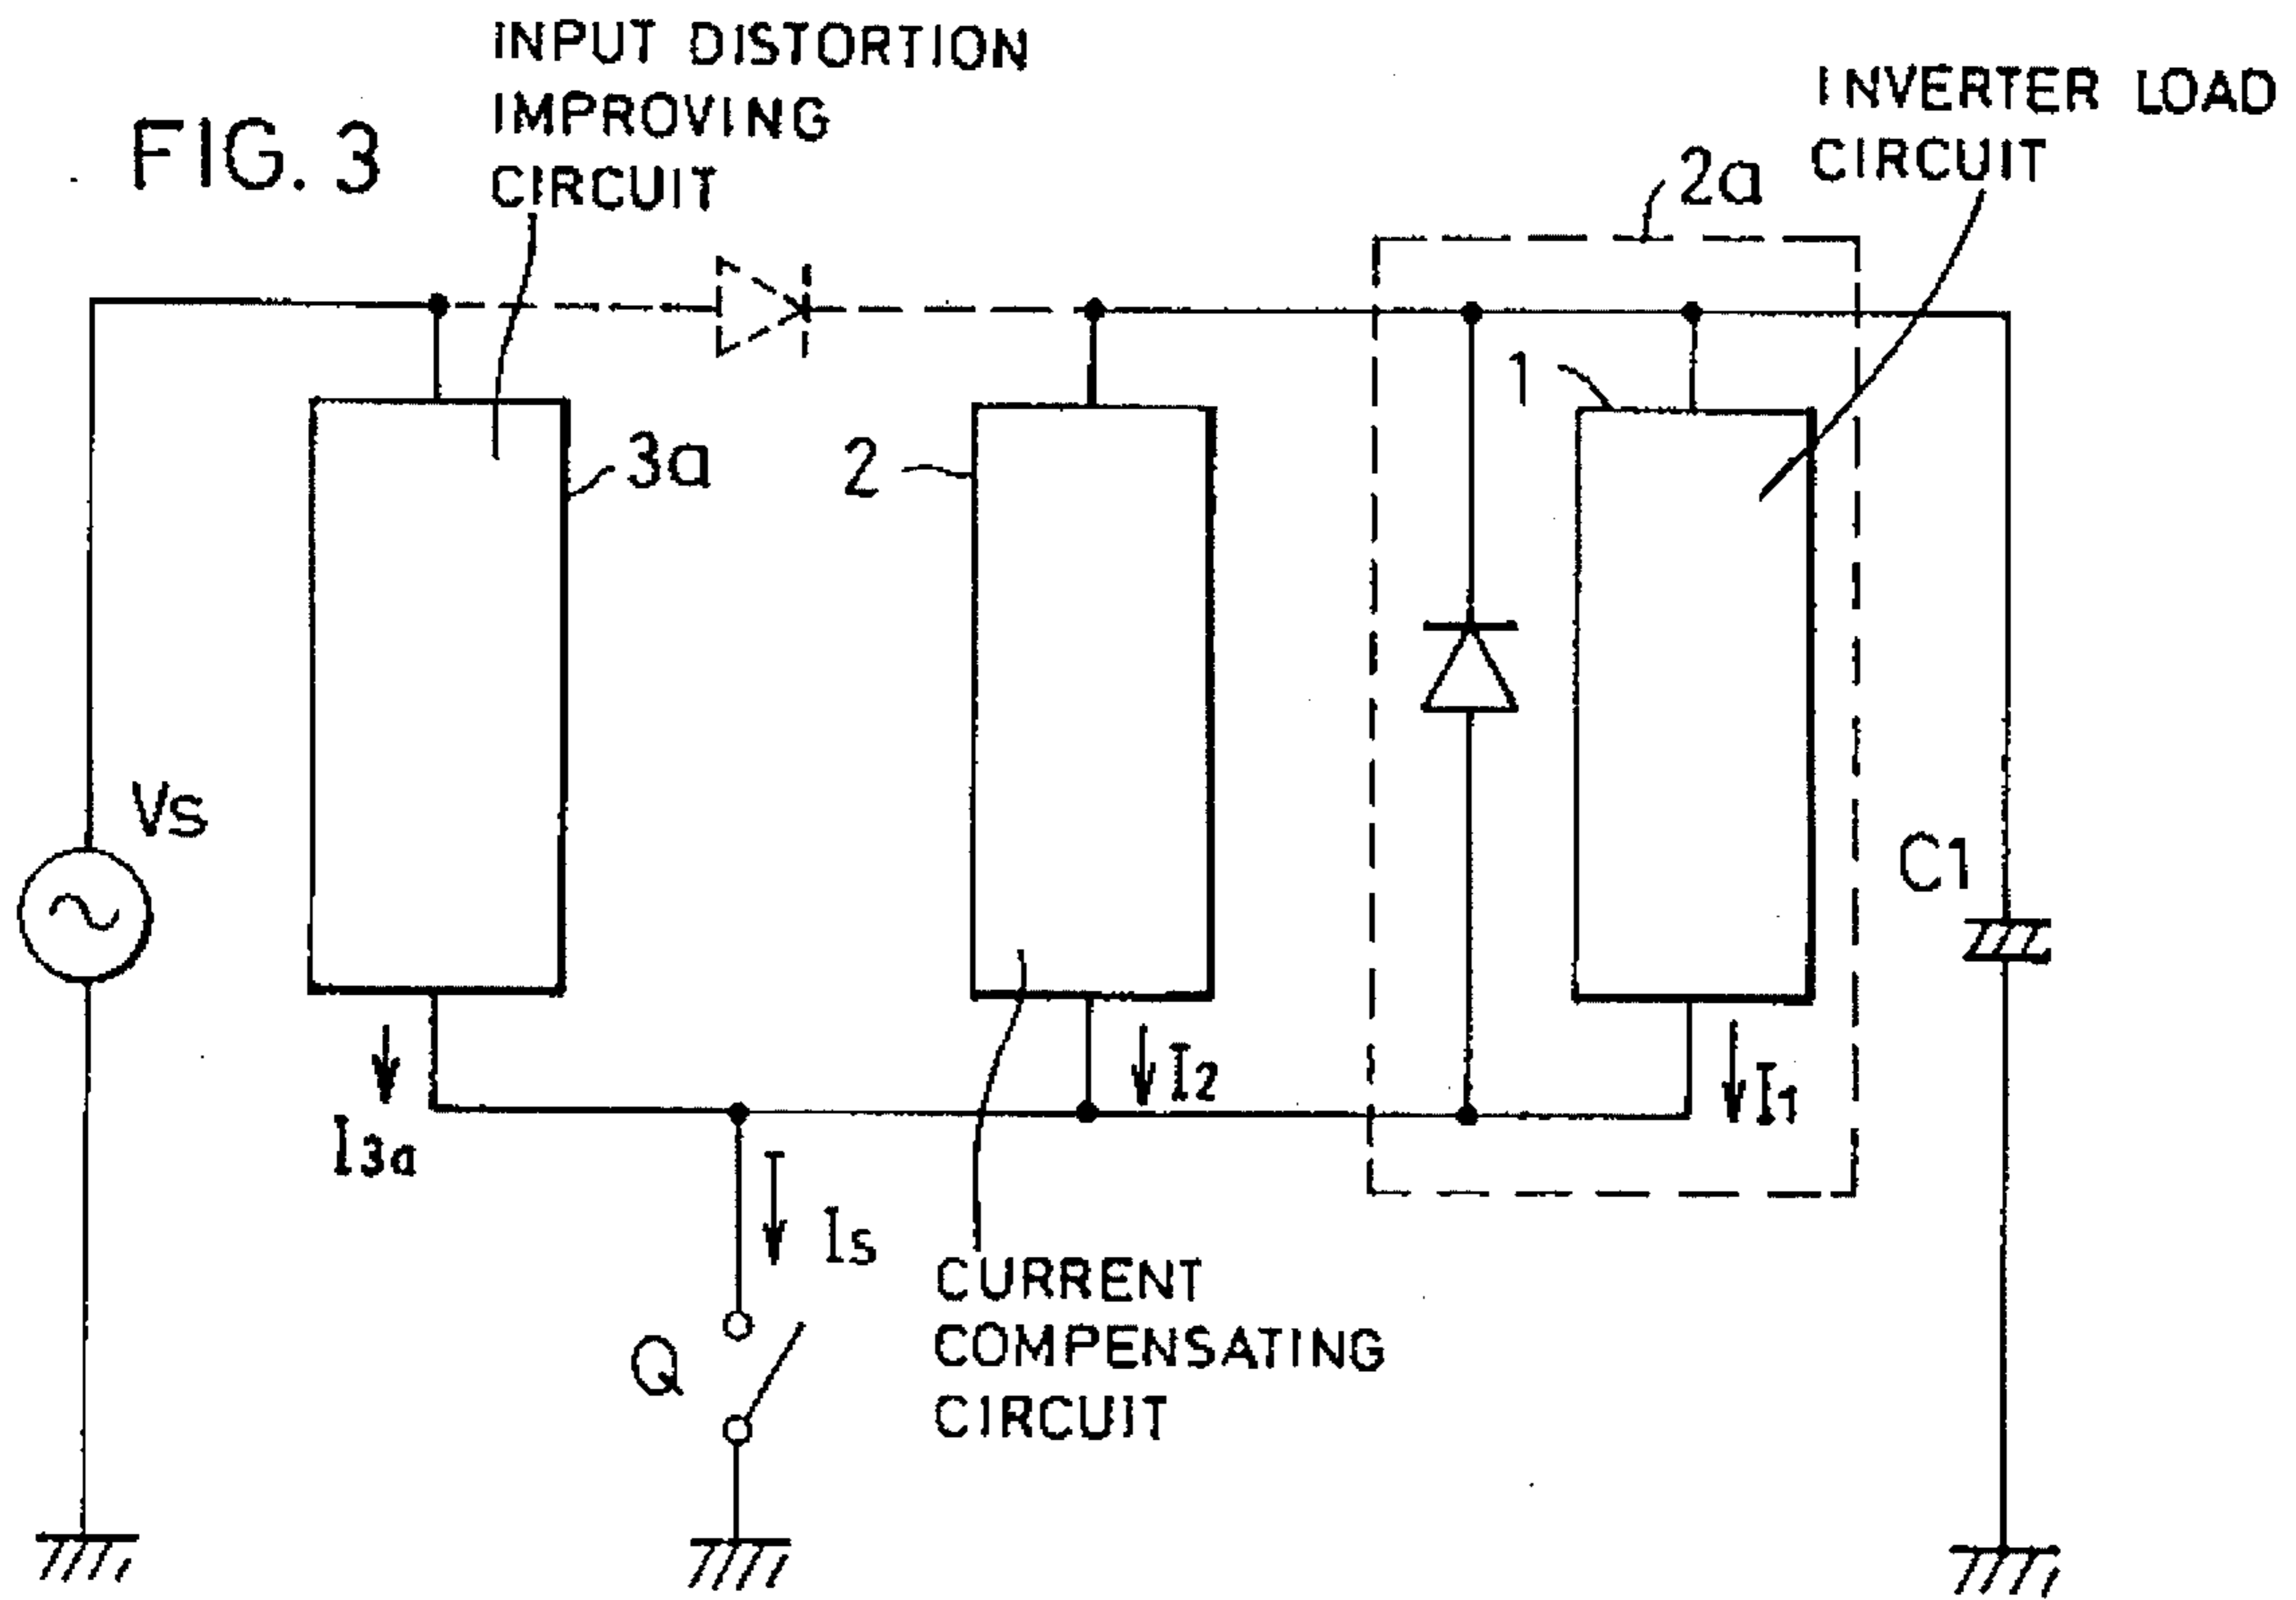 FIG. 3
INPUT DISTORTION
IMPROVING
CIRCUIT
INVERTER LOAD
CIRCUIT
2a
1
3a
2
Vs
C1
I3a
I2
I1
Is
Q
CURRENT
COMPENSATING
CIRCUIT